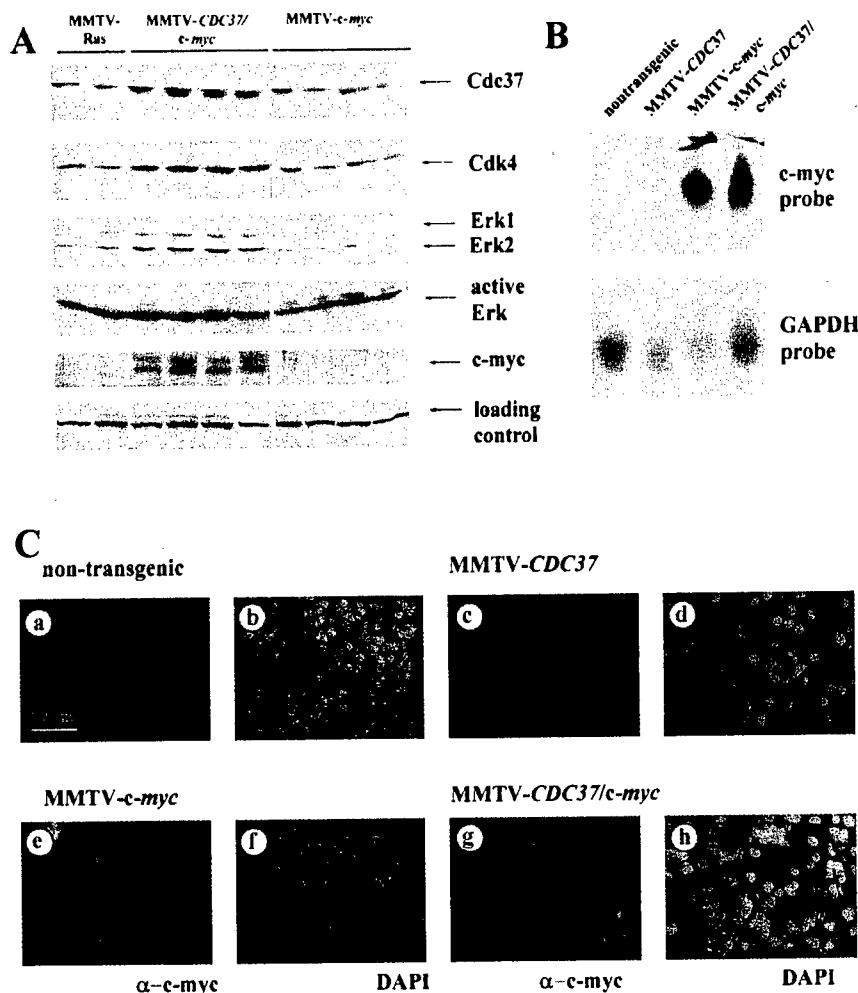 A
MMTV-
Ras
MMTV-CDC37/
c-myc
MMTV-c-myc
Cdc37
Cdk4
Erk1
Erk2
active
Erk
c-myc
loading
control
B
nontransgenic
MMTV-CDC37
MMTV-c-myc
MMTV-CDC37/
c-myc
c-myc
probe
GAPDH
probe
C
non-transgenic
MMTV-CDC37
a
b
c
d
MMTV-c-myc
MMTV-CDC37/c-myc
e
f
g
h
α-c-myc
DAPI
α-c-myc
DAPI